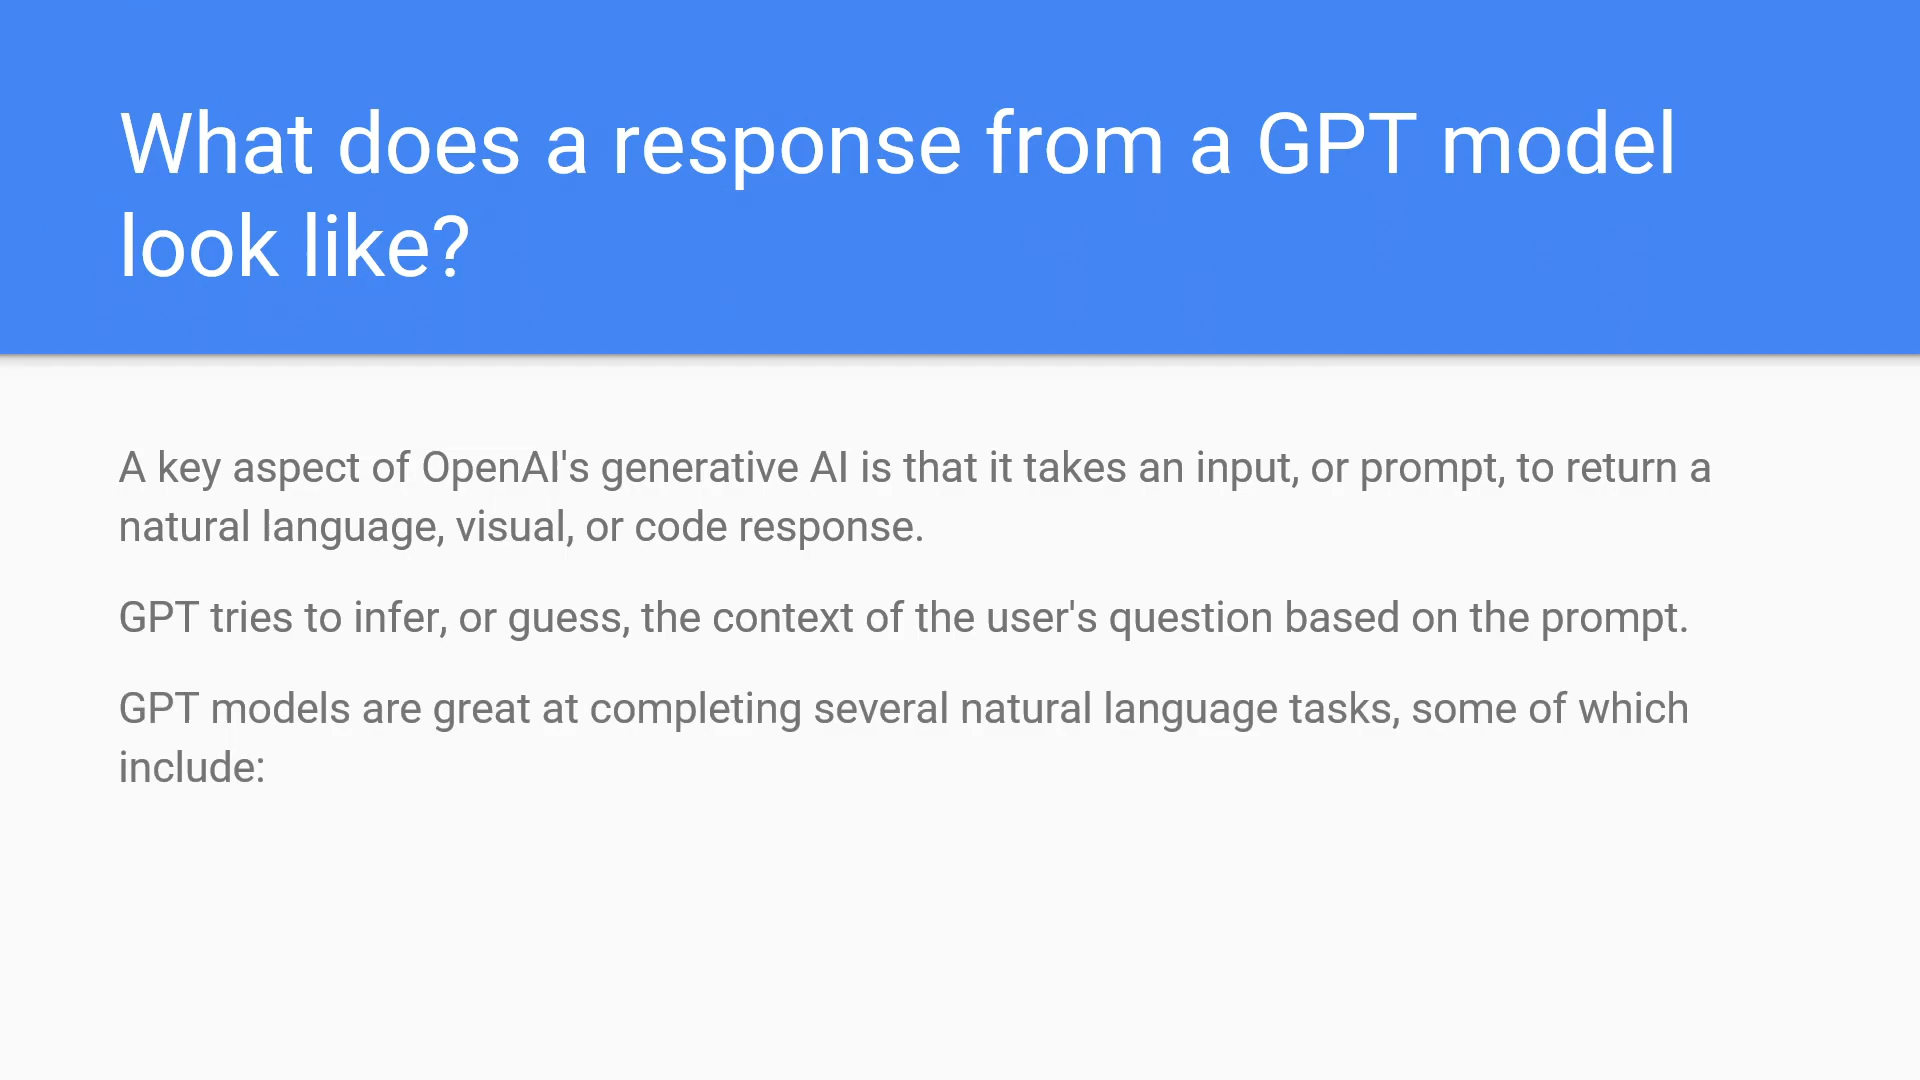 What does a response from a GPT model
look like?
A key aspect of OpenAI's generative AI is that it takes an input, or prompt, to return a
natural language, visual, or code response.
GPT tries to infer, or guess, the context of the user's question based on the prompt.
GPT models are great at completing several natural language tasks, some of which
include: